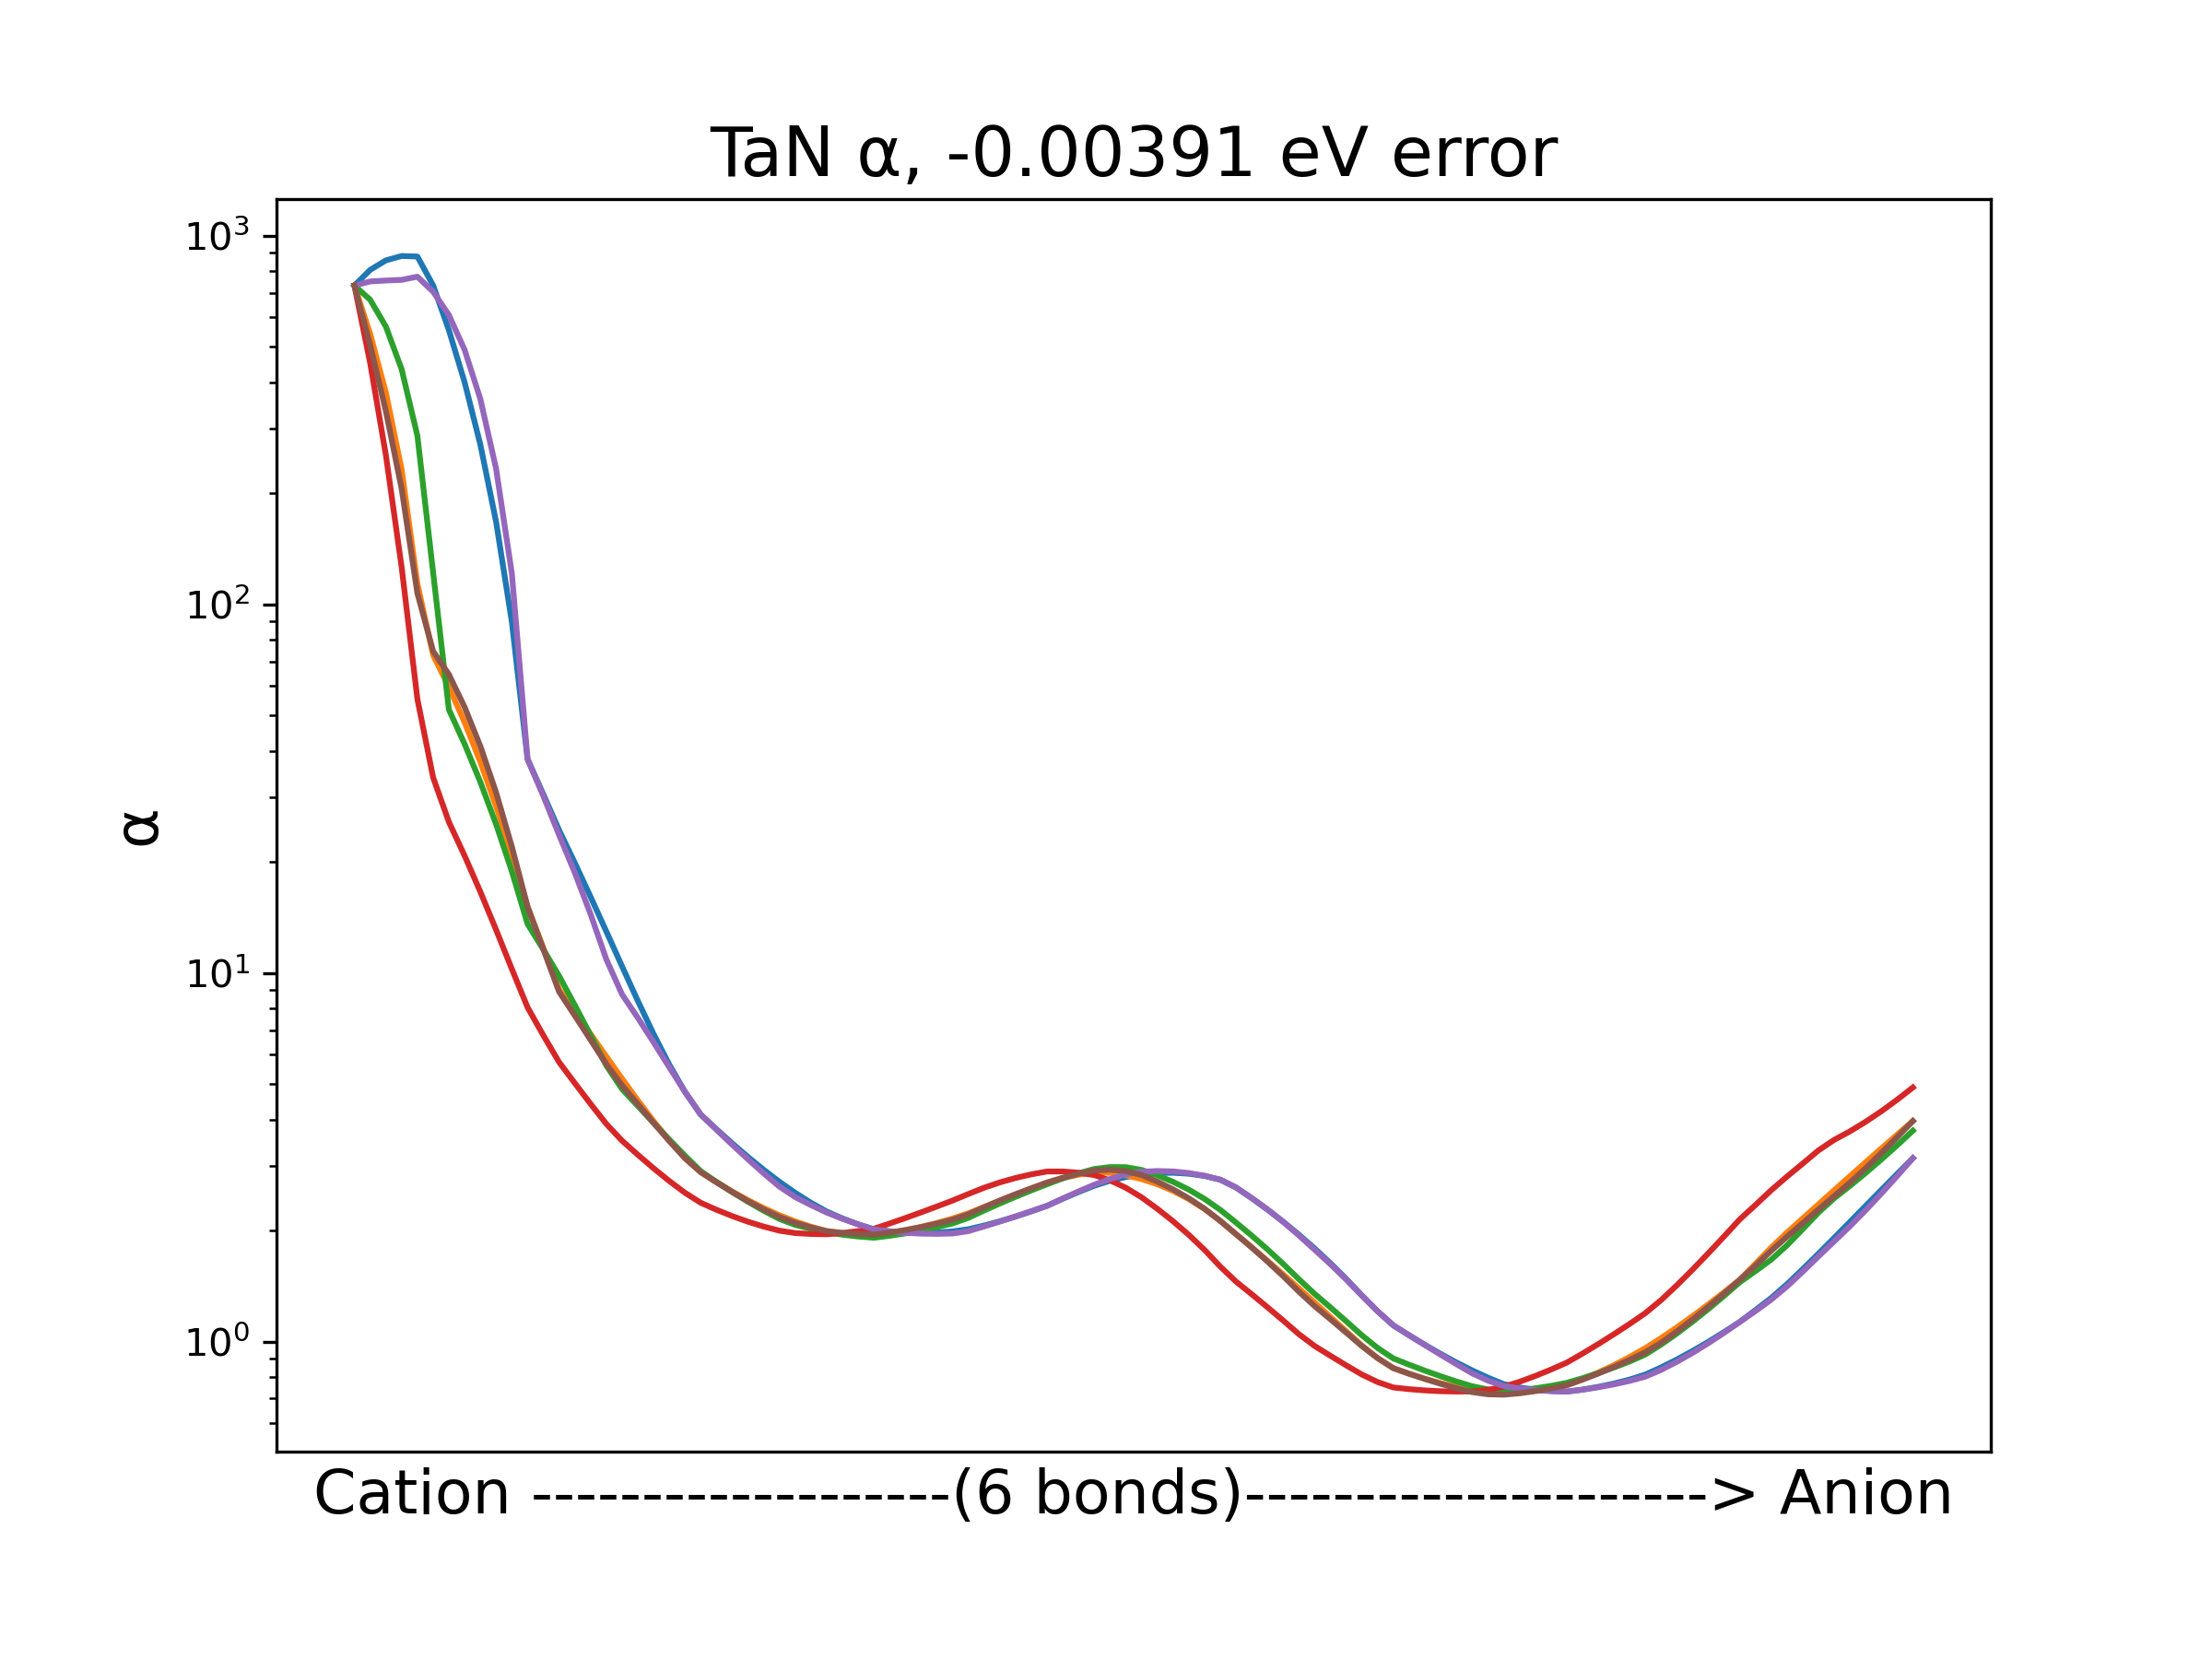 TaN α, -0.00391 eV error
10³
10²
10¹
10⁰
α
Cation -------------------(6 bonds)---------------------> Anion